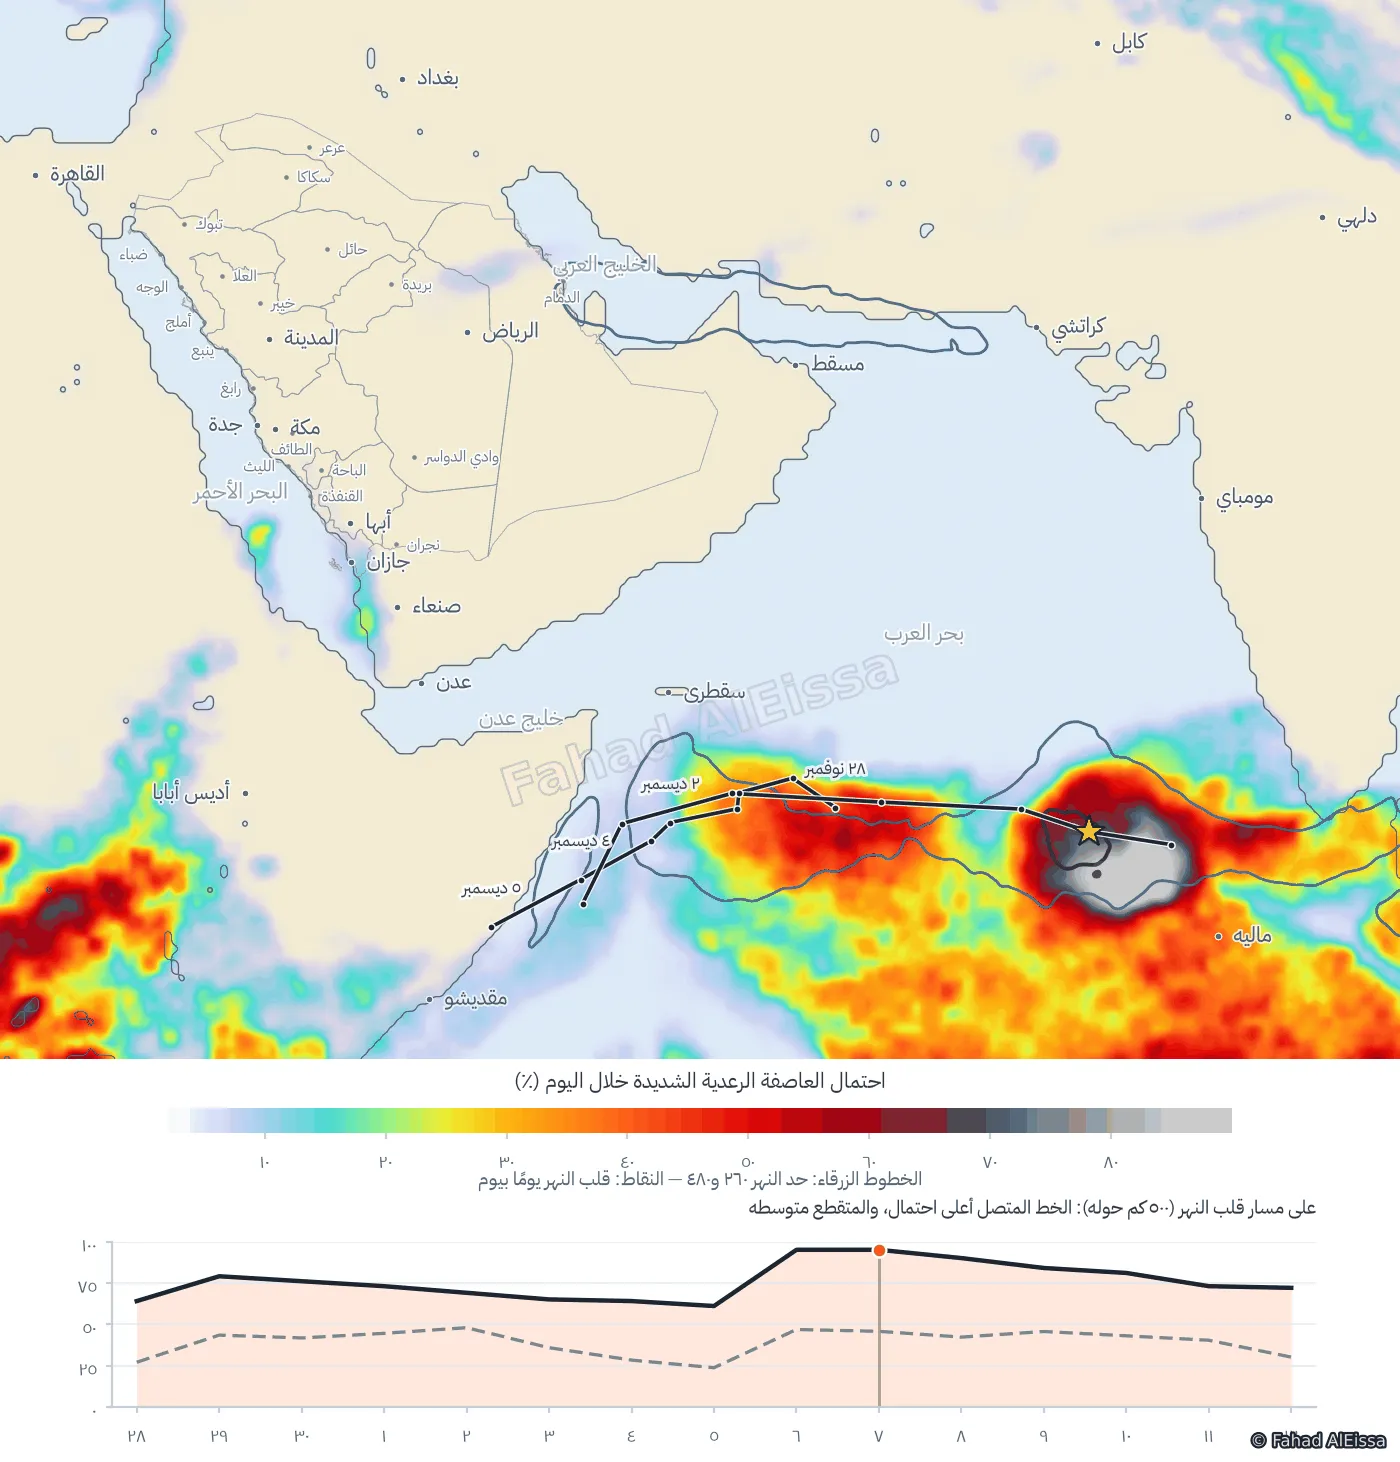 كابل
بغداد
عرعر
القاهرة
سكاكا
دلهي
تبوك
ضباء
حائل
الخليج العربي
العلا
بريدة
الوجه
الدمام
خيبر
أملج
كراتشي
الرياض
المدينة
ينبع
مسقط
رابغ
جدة
مكة
الطائف
وادي الدواسر
الليث
الباحة
البحر الأحمر
القنفذة
مومباي
أبها
نجران
جازان
صنعاء
بحر العرب
عدن
سقطرى
خليج عدن
Fahad AlEissa
٢٨ نوفمبر
٢ ديسمبر
أديس أبابا
٤ ديسمبر
٥ ديسمبر
ماليه
مقديشو
احتمال العاصفة الرعدية الشديدة خلال اليوم (٪)
١٠ ٢٠ ٣٠ ٤٠ ٥٠ ٦٠ ٧٠ ٨٠
الخطوط الزرقاء: حد النهر ٢٦٠ و٤٨٠ — النقاط: قلب النهر يومًا بيوم
على مسار قلب النهر (٥٠٠ كم حوله): الخط المتصل أعلى احتمال، والمتقطع متوسطه
١٠٠
٧٥
٥٠
٢٥
٠
٢٨ ٢٩ ٣٠ ١ ٢ ٣ ٤ ٥ ٦ ٧ ٨ ٩ ١٠ ١١
© Fahad AlEissa